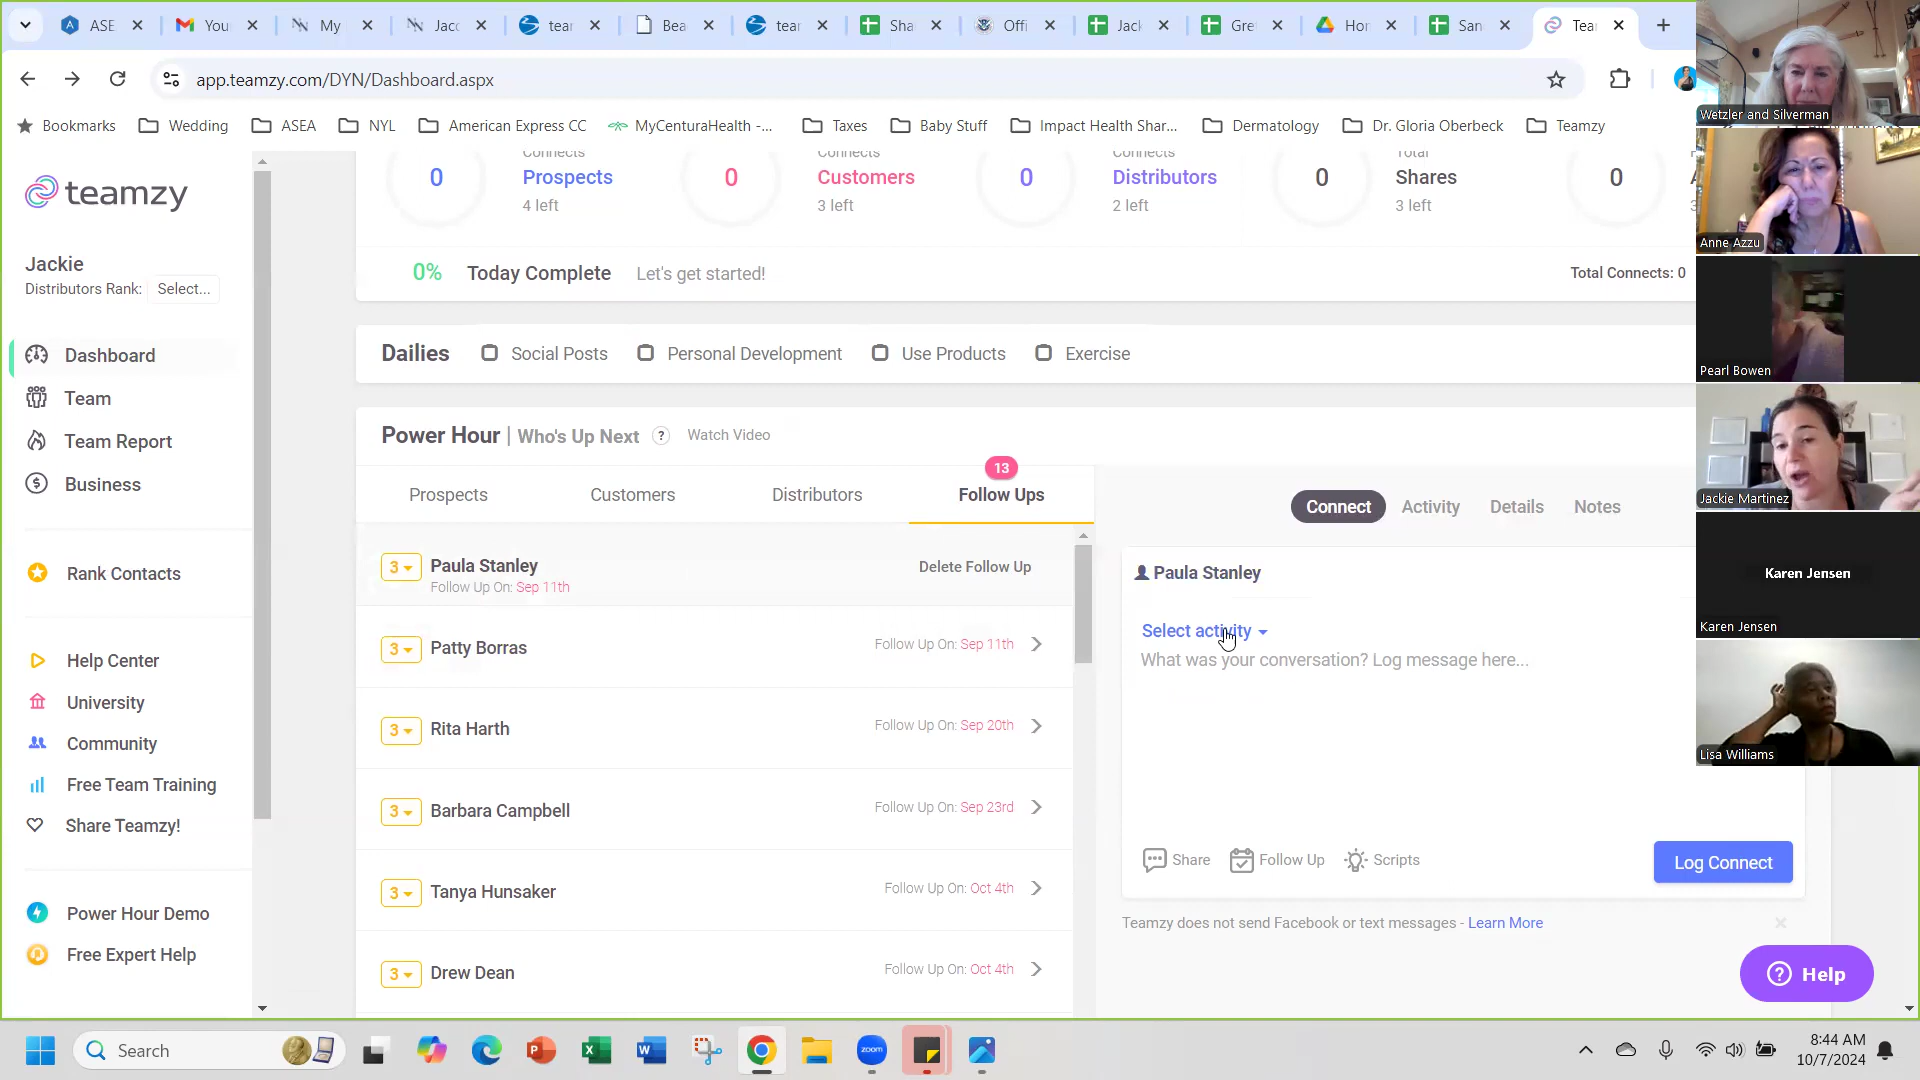 ASE
You
My
Jacc
tear
Bea
tear
Sha
Offi
Jack
Gre
Hor
San
Tea
app.teamzy.com/DYN/Dashboard.aspx
Bookmarks
Wedding
ASEA
NYL
American Express CC
MyCenturaHealth -...
Taxes
Baby Stuff
Impact Health Shar...
Dermatology
Dr. Gloria Oberbeck
Teamzy
teamzy
Jackie
Distributors Rank: Select...
Dashboard
Team
Team Report
Business
Rank Contacts
Help Center
University
Community
Free Team Training
Share Teamzy!
Power Hour Demo
Free Expert Help
0
Connects
Prospects
4 left
0
Connects
Customers
3 left
0
Connects
Distributors
2 left
0
Total
Shares
3 left
0
0% Today Complete Let's get started!
Total Connects: 0
Dailies
Social Posts
Personal Development
Use Products
Exercise
Power Hour | Who's Up Next ? Watch Video
Prospects
Customers
Distributors
13
Follow Ups
3 Paula Stanley
Follow Up On: Sep 11th
Delete Follow Up
3 Patty Borras
Follow Up On: Sep 11th
3 Rita Harth
Follow Up On: Sep 20th
3 Barbara Campbell
Follow Up On: Sep 23rd
3 Tanya Hunsaker
Follow Up On: Oct 4th
3 Drew Dean
Follow Up On: Oct 4th
Connect
Activity
Details
Notes
Paula Stanley
Select activity
What was your conversation? Log message here...
Share
Follow Up
Scripts
Log Connect
Teamzy does not send Facebook or text messages - Learn More
Help
Wetzler and Silverman
Anne Azzu
Pearl Bowen
Jackie Martinez
Karen Jensen
Karen Jensen
Lisa Williams
Search
zoom
8:44 AM
10/7/2024